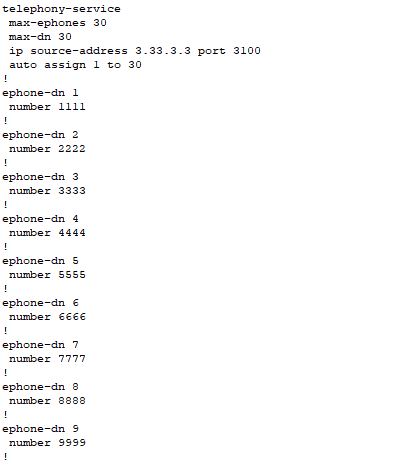 telephony-service
max-ephones 30
max-dn 30
ip source-address 3.33.3.3 port 3100
auto assign 1 to 30
!
ephone-dn 1
number 1111
!
ephone-dn 2
number 2222
!
ephone-dn 3
number 3333
!
ephone-dn 4
number 4444
!
ephone-dn 5
number 5555
!
ephone-dn 6
number 6666
!
ephone-dn 7
number 7777
!
ephone-dn 8
number 8888
!
ephone-dn 9
number 9999
!